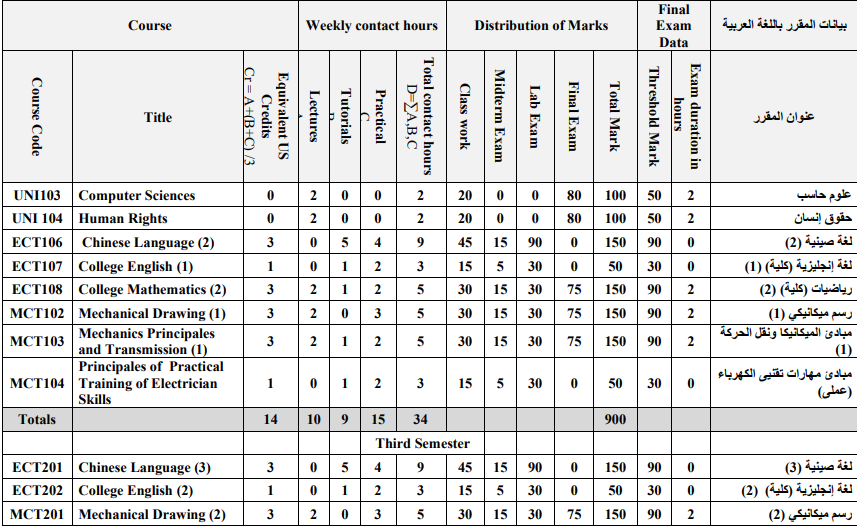 Course Weekly contact hours Distribution of Marks Final Exam Data بيانات المقرر باللغة العربية
Course Code Title Equivalent US Credits Cr = A+(B+C) /3 Lectures Tutorials Practical Total contact hours D=∑A,B,C Class work Midterm Exam Lab Exam Final Exam Total Mark Threshold Mark Exam duration in hours عنوان المقرر
UNI103 Computer Sciences 0 2 0 0 2 20 0 0 80 100 50 2 علوم حاسب
UNI 104 Human Rights 0 2 0 0 2 20 0 0 80 100 50 2 حقوق إنسان
ECT106 Chinese Language (2) 3 0 5 4 9 45 15 90 0 150 90 0 لغة صينية (2)
ECT107 College English (1) 1 0 1 2 3 15 5 30 0 50 30 0 لغة إنجليزية (كلية) (1)
ECT108 College Mathematics (2) 3 2 1 2 5 30 15 30 75 150 90 2 رياضيات (كلية) (2)
MCT102 Mechanical Drawing (1) 3 2 0 3 5 30 15 30 75 150 90 2 رسم ميكانيكي (1)
MCT103 Mechanics Principales and Transmission (1) 3 2 1 2 5 30 15 30 75 150 90 2 مبادئ الميكانيكا ونقل الحركة (1)
MCT104 Principales of Practical Training of Electrician Skills 1 0 1 2 3 15 5 30 0 50 30 0 مبادئ مهارات تقنيى الكهرباء (عملى)
Totals 14 10 9 15 34 900
Third Semester
ECT201 Chinese Language (3) 3 0 5 4 9 45 15 90 0 150 90 0 لغة صينية (3)
ECT202 College English (2) 1 0 1 2 3 15 5 30 0 50 30 0 لغة إنجليزية (كلية) (2)
MCT201 Mechanical Drawing (2) 3 2 0 3 5 30 15 30 75 150 90 2 رسم ميكانيكي (2)